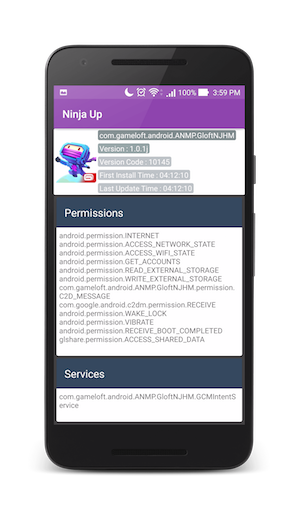 100% 3:59 PM
Ninja Up
com.gameloft.android.ANMP.GloftNJHM
Version : 1.0.1j
Version Code : 10145
First Install Time : 04:12:10
Last Update Time : 04:12:10
Permissions
android.permission.INTERNET
android.permission.ACCESS_NETWORK_STATE
android.permission.ACCESS_WIFI_STATE
android.permission.GET_ACCOUNTS
android.permission.READ_EXTERNAL_STORAGE
android.permission.WRITE_EXTERNAL_STORAGE
com.gameloft.android.ANMP.GloftNJHM.permission.
C2D_MESSAGE
com.google.android.c2dm.permission.RECEIVE
android.permission.WAKE_LOCK
android.permission.VIBRATE
android.permission.RECEIVE_BOOT_COMPLETED
glshare.permission.ACCESS_SHARED_DATA
Services
com.gameloft.android.ANMP.GloftNJHM.GCMIntentS
ervice